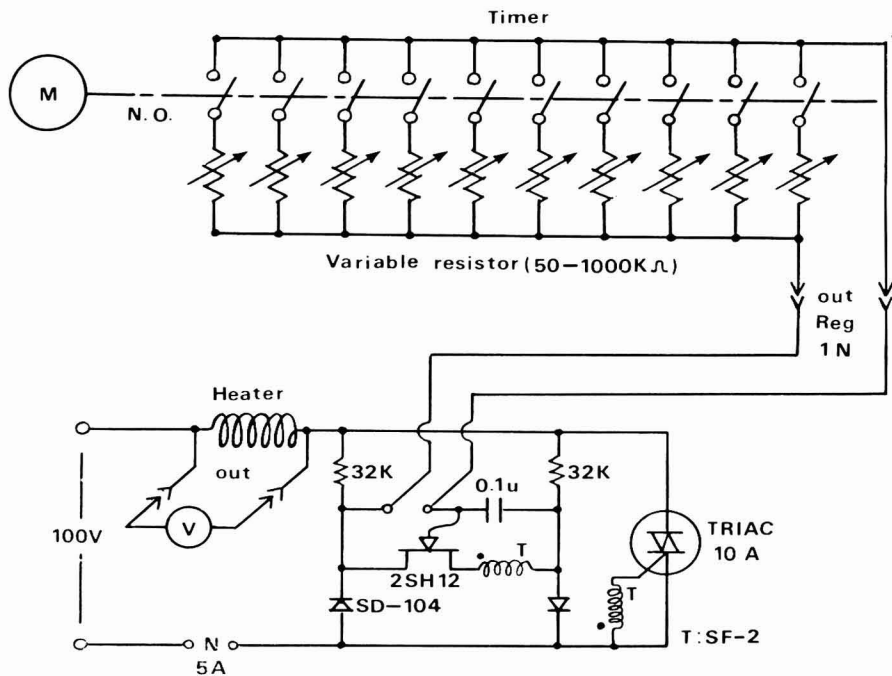 Timer
M
N.O.
Variable resistor (50-1000KΩ)
out
Reg
1N
Heater
out
V
100V
32K
32K
0.1u
T
2SH12
SD-104
TRIAC
10 A
T
N
5A
T:SF-2